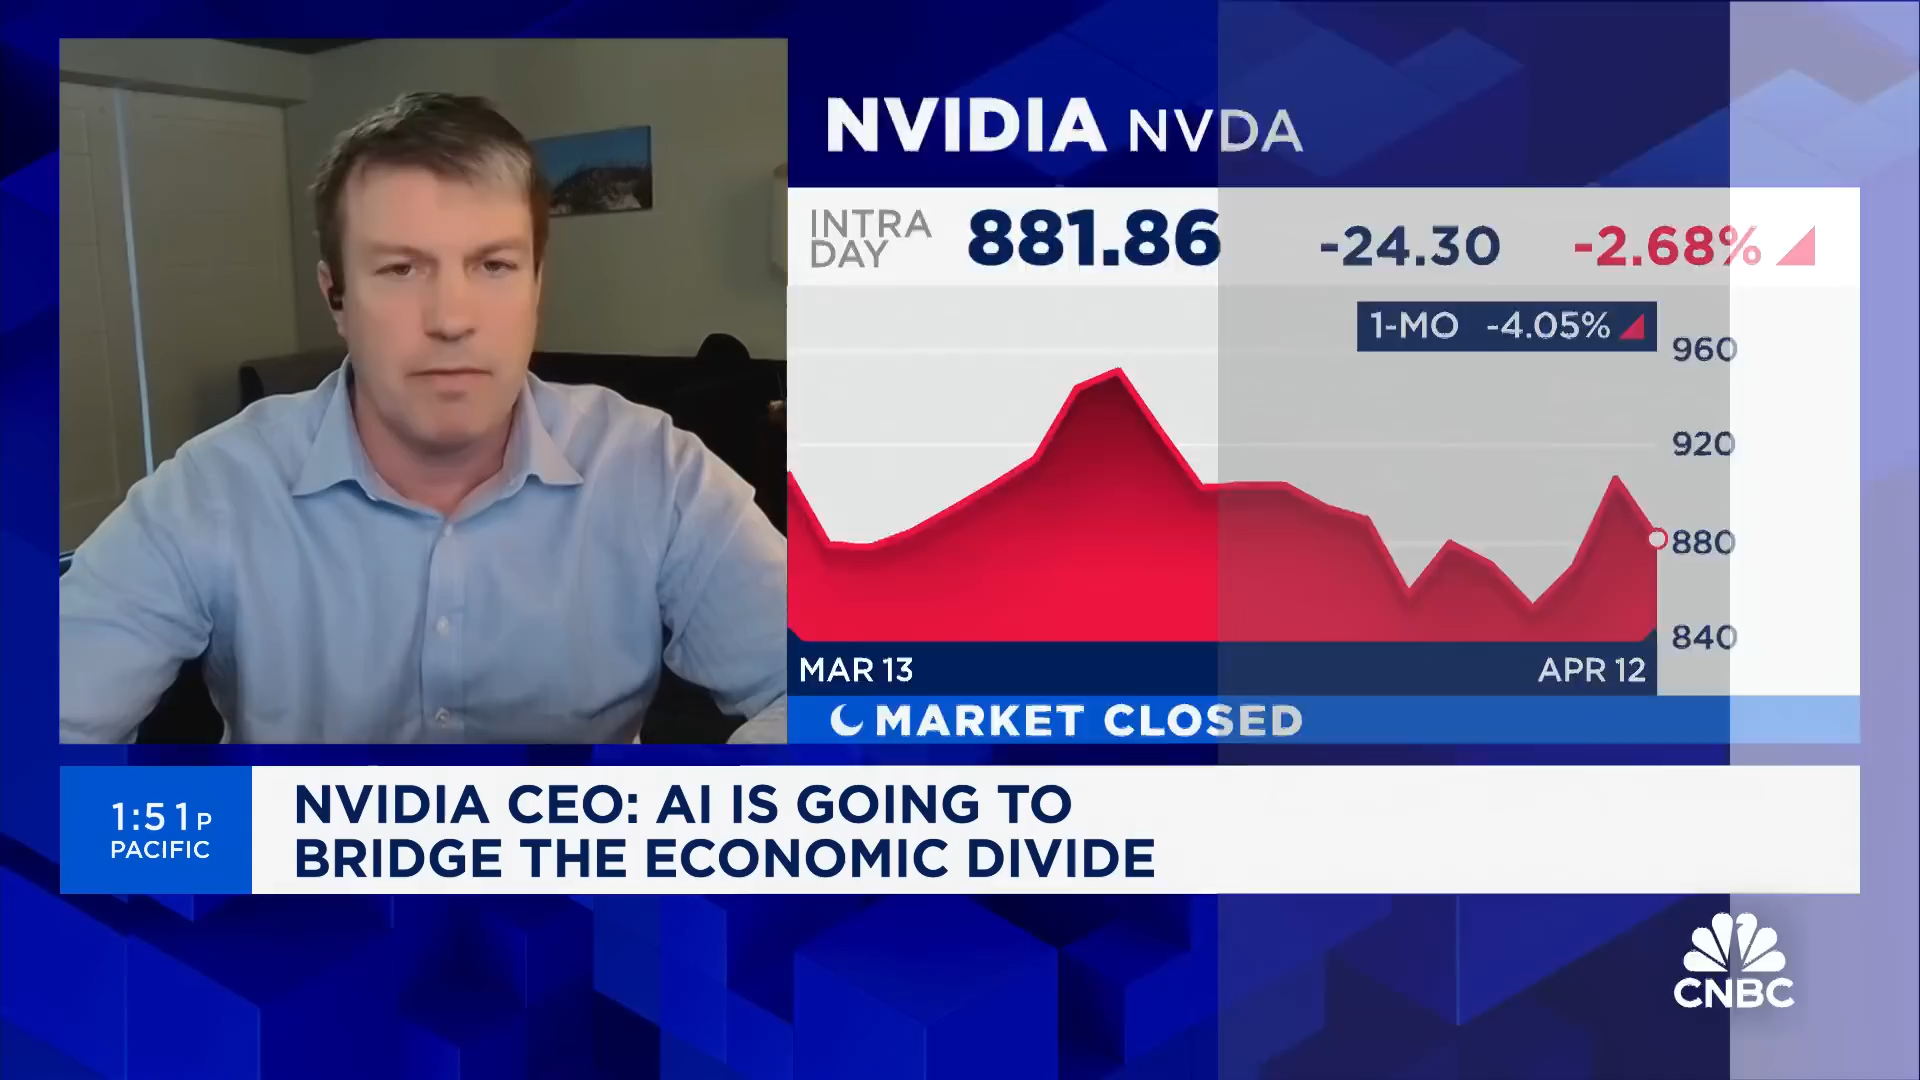 NVIDIA NVDA
INTRA
DAY
881.86 -24.30 -2.68%
1-MO -4.05%
960
920
880
840
MAR 13 APR 12
MARKET CLOSED
1:51P
PACIFIC
NVIDIA CEO: AI IS GOING TO
BRIDGE THE ECONOMIC DIVIDE
CNBC